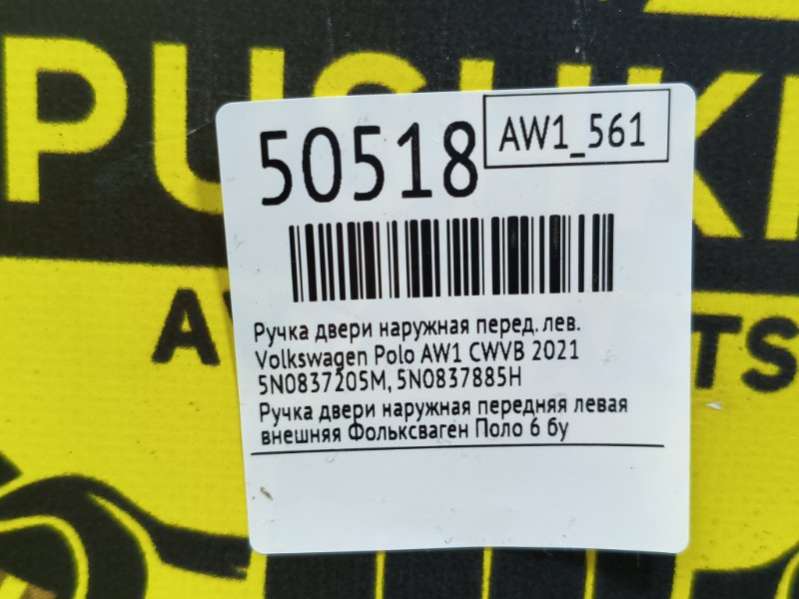 PUSHKI
50518
AW1_561
Ручка двери наружная перед. лев.
Volkswagen Polo AW1 CWVB 2021
5N0837205M, 5N0837885H
Ручка двери наружная передняя левая
внешняя Фольксваген Поло 6 бу